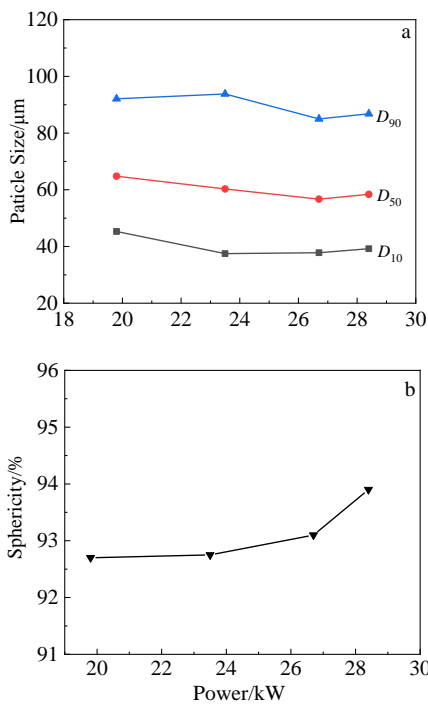 a
120
100
80
60
40
20
Paticle Size/μm
D90
D50
D10
18 20 22 24 26 28 30
b
96
95
94
93
92
91
Sphericity/%
20 22 24 26 28 30
Power/kW